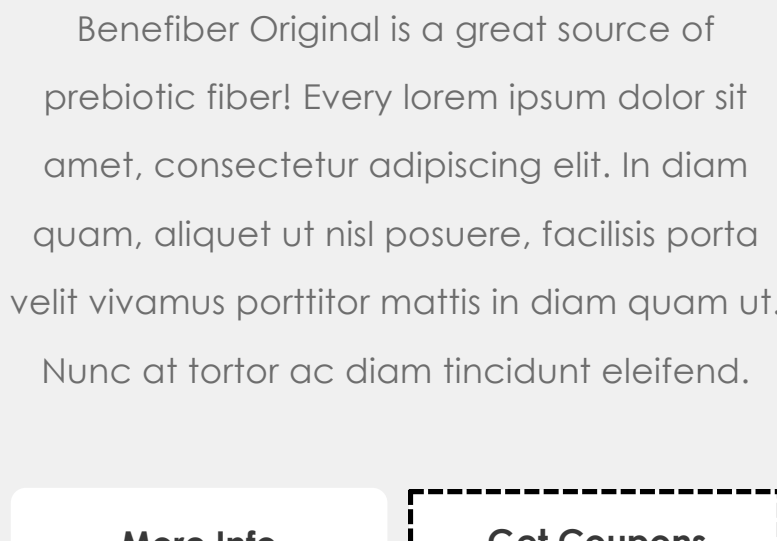 Benefiber Original is a great source of
prebiotic fiber! Every lorem ipsum dolor sit
amet, consectetur adipiscing elit. In diam
quam, aliquet ut nisl posuere, facilisis porta
velit vivamus porttitor mattis in diam quam ut.
Nunc at tortor ac diam tincidunt eleifend.
More Info
Get Coupons